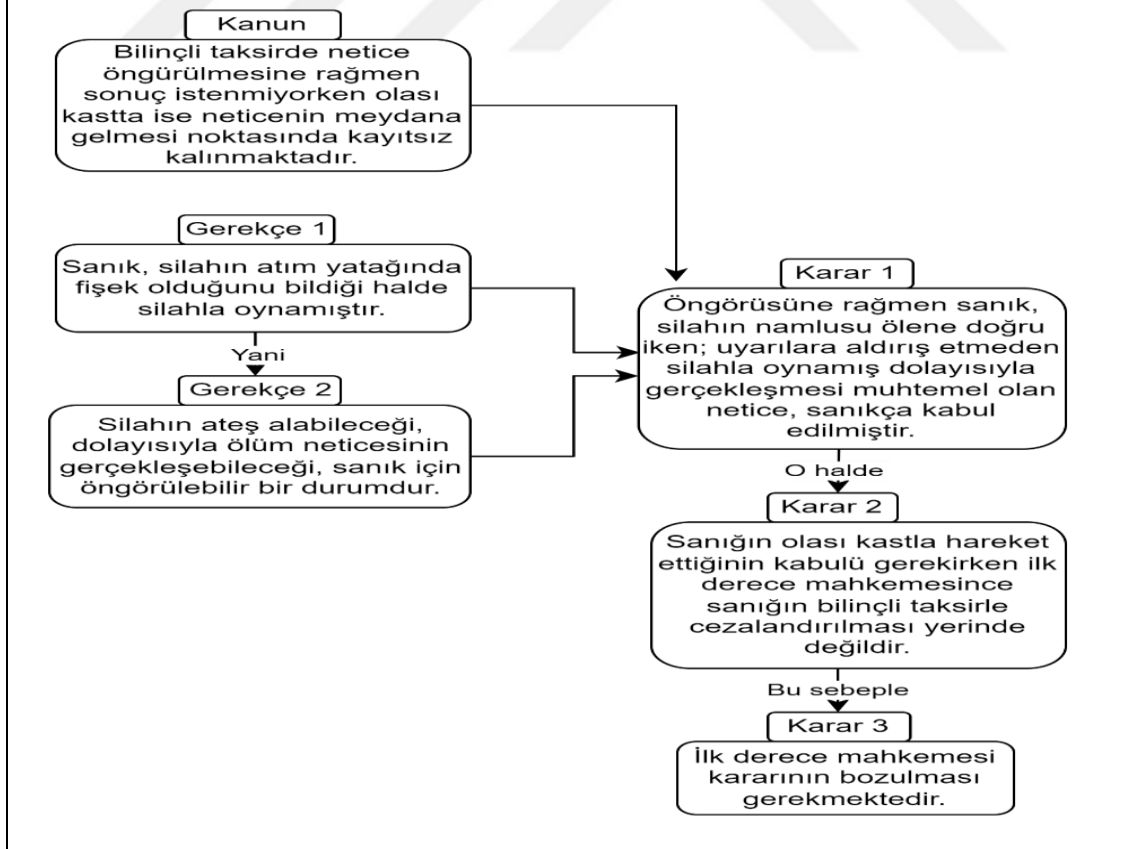 Kanun
Bilinçli taksirde netice
öngürülmesine rağmen
sonuç istenmiyorken olası
kastta ise neticenin meydana
gelmesi noktasında kayıtsız
kalınmaktadır.
Gerekçe 1
Sanık, silahın atım yatağında
fişek olduğunu bildiği halde
silahla oynamıştır.
Yani
Gerekçe 2
Silahın ateş alabileceği,
dolayısıyla ölüm neticesinin
gerçekleşebileceği, sanık için
öngörülebilir bir durumdur.
Karar 1
Öngörüsüne rağmen sanık,
silahın namlusu ölene doğru
iken; uyarılara aldırış etmeden
silahla oynamış dolayısıyla
gerçekleşmesi muhtemel olan
netice, sanıkça kabul
edilmiştir.
O halde
Karar 2
Sanığın olası kastla hareket
ettiğinin kabulü gerekirken ilk
derece mahkemesince
sanığın bilinçli taksirle
cezalandırılması yerinde
değildir.
Bu sebeple
Karar 3
İlk derece mahkemesi
kararının bozulması
gerekmektedir.